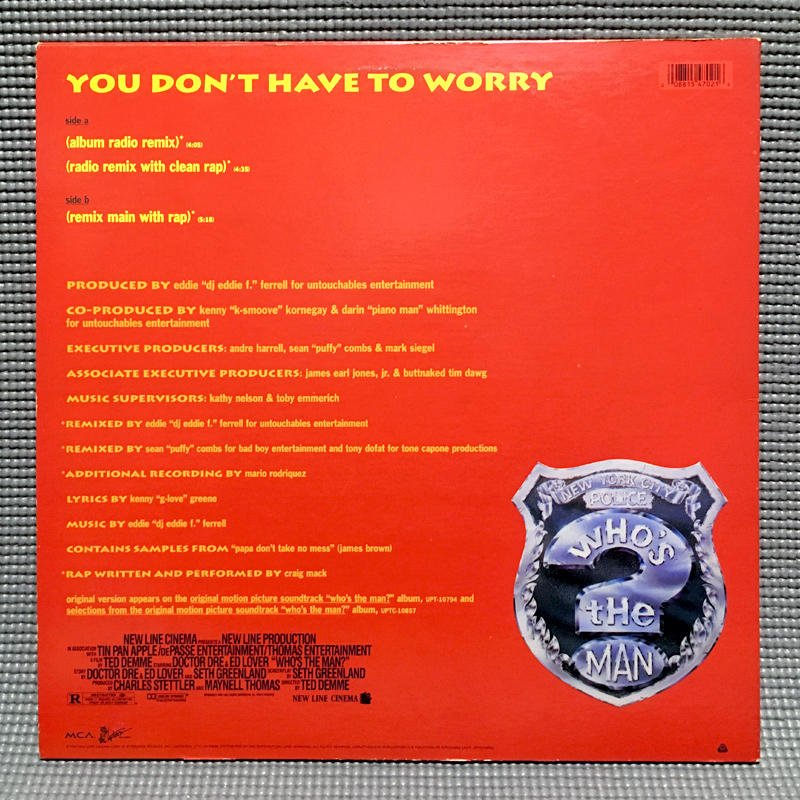 YOU DON'T HAVE TO WORRY
side a
(album radio remix)* (4:05)
(radio remix with clean rap)* (4:35)
side b
(remix main with rap)* (5:18)
PRODUCED BY eddie "dj eddie f." ferrell for untouchables entertainment
CO-PRODUCED BY kenny "k-smoove" kornegay & darin "piano man" whittington
for untouchables entertainment
EXECUTIVE PRODUCERS: andre harrell, sean "puffy" combs & mark siegel
ASSOCIATE EXECUTIVE PRODUCERS: james earl jones, jr. & buttnaked tim dawg
MUSIC SUPERVISORS: kathy nelson & toby emmerich
*REMIXED BY eddie "dj eddie f." ferrell for untouchables entertainment
*REMIXED BY sean "puffy" combs for bad boy entertainment and tony dofat for tone capone productions
*ADDITIONAL RECORDING BY mario rodriquez
LYRICS BY kenny "g-love" greene
MUSIC BY eddie "dj eddie f." ferrell
CONTAINS SAMPLES FROM "papa don't take no mess" (james brown)
*RAP WRITTEN AND PERFORMED BY craig mack
original version appears on the original motion picture soundtrack "who's the man?" album, UPT-10794 and
selections from the original motion picture soundtrack "who's the man?" album, UPTC-10857
NEW YORK CITY
POLICE
WHO'S
?
tHe
MAN
NEW LINE CINEMA PRESENTS A NEW LINE PRODUCTION
IN ASSOCIATION WITH TIN PAN APPLE/dePASSE ENTERTAINMENT/THOMAS ENTERTAINMENT
A FILM BY TED DEMME STARRING DOCTOR DRE & ED LOVER "WHO'S THE MAN?"
STORY BY DOCTOR DRE & ED LOVER AND SETH GREENLAND SCREENPLAY BY SETH GREENLAND
PRODUCED BY CHARLES STETTLER AND MAYNELL THOMAS DIRECTED BY TED DEMME
R RESTRICTED
NEW LINE CINEMA
MCA